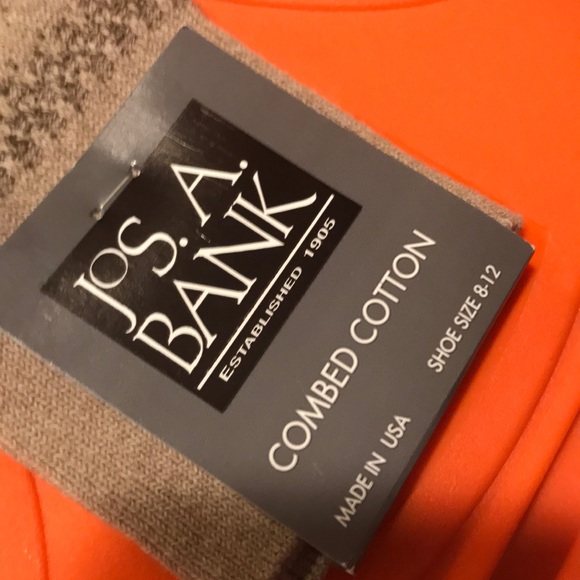 JOS. A.
BANK
ESTABLISHED 1905
COMBED COTTON
MADE IN USA
SHOE SIZE 8-12